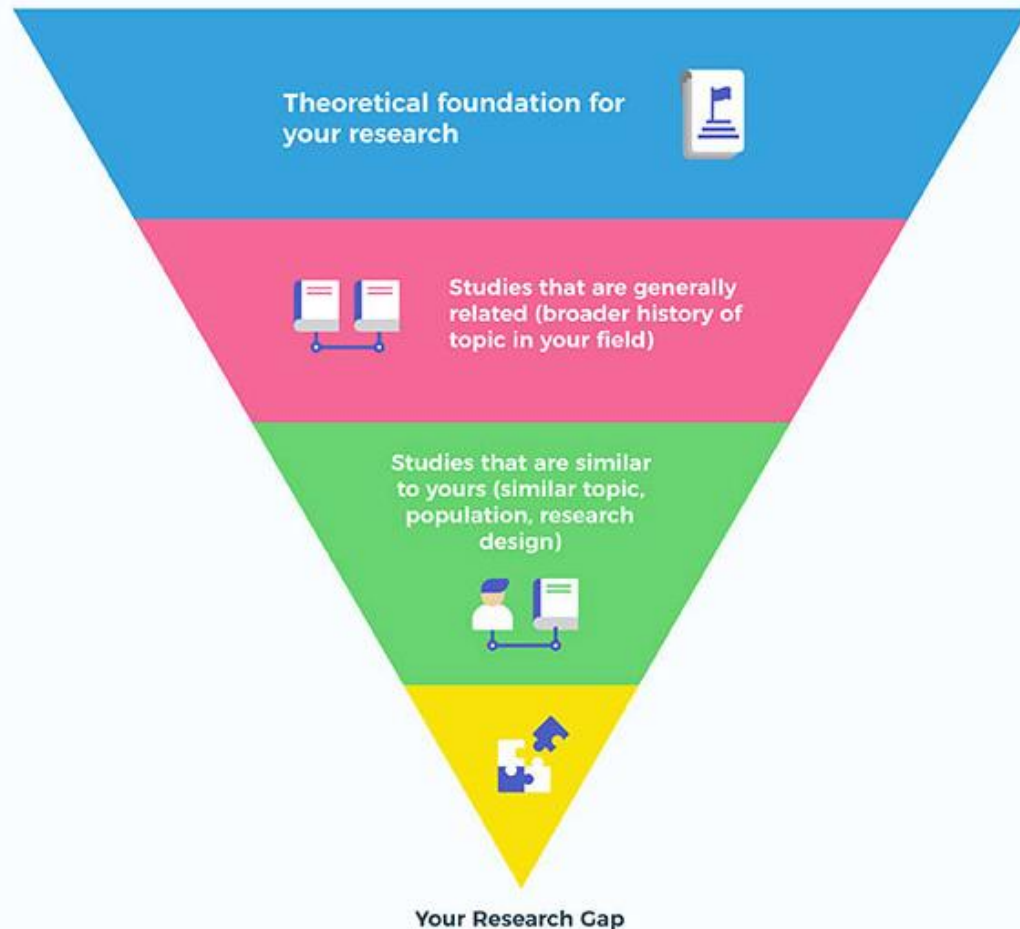 Theoretical foundation for
your research
Studies that are generally
related (broader history of
topic in your field)
Studies that are similar
to yours (similar topic,
population, research
design)
Your Research Gap